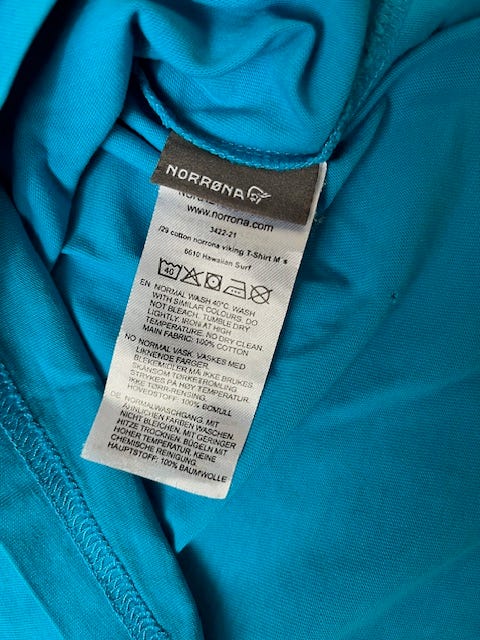 NORRØNA
www.norrona.com
3422-21
/29 cotton norrona viking T-Shirt M's
6610 Hawaiian Surf
40
EN NORMAL WASH 40°C. WASH
WITH SIMILAR COLOURS. DO
NOT BLEACH. TUMBLE DRY
LIGHTLY. IRON AT HIGH
TEMPERATURE. NO DRY CLEAN.
MAIN FABRIC: 100% COTTON
NO NORMAL VASK. VASKES MED
LIKNENDE FARGER.
BLEKEMIDLER MÅ IKKE BRUKES.
SKÅNSOM TØRKETROMLING
STRYKES PÅ HØY TEMPERATUR.
IKKE TØRR-RENSING.
HOVEDSTOFF: 100% BOMULL
DE NORMALWASCHGANG. MIT
ÄHNLICHEN FARBEN WASCHEN.
NICHT BLEICHEN. MIT GERINGER
HITZE TROCKNEN. BÜGELN MIT
HOHER TEMPERATUR. KEINE
CHEMISCHE REINIGUNG.
HAUPTSTOFF: 100% BAUMWOLLE